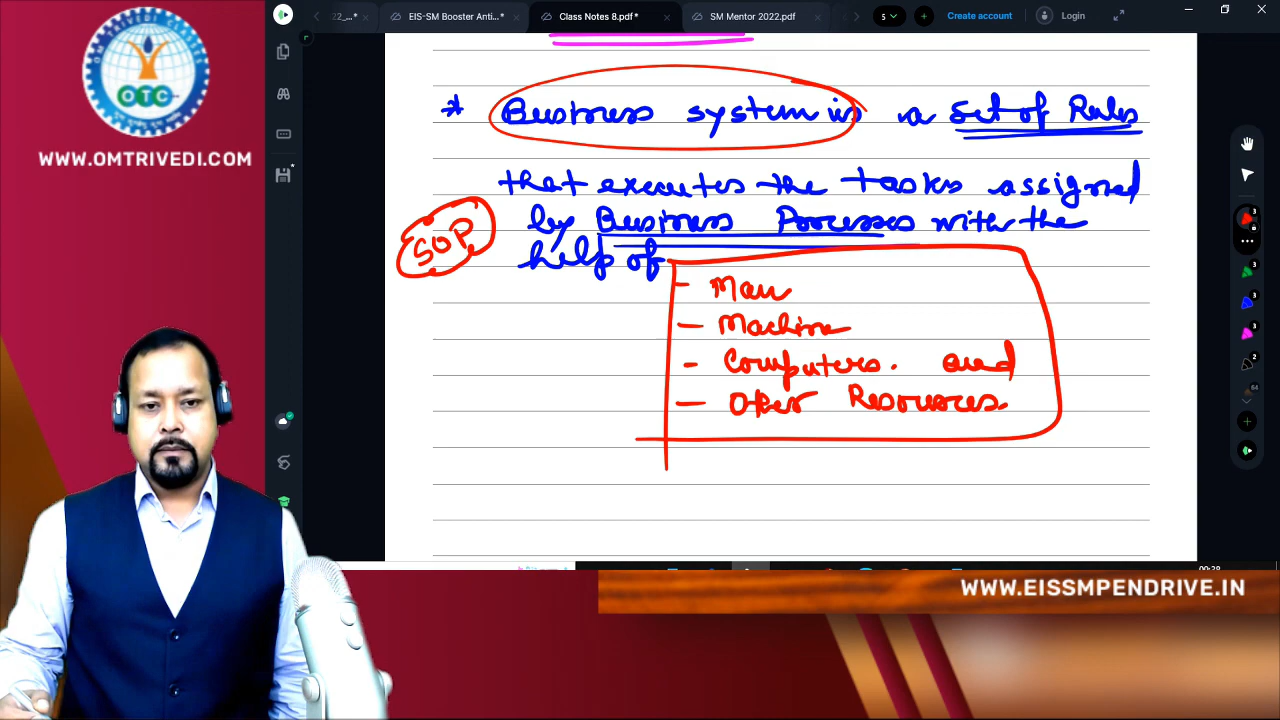 22_...*
EIS-SM Booster Anti...*
Class Notes 8.pdf*
SM Mentor 2022.pdf
5
Create account
Login
OTC
WWW.OMTRIVEDI.COM
* Business system is a set of Rules
that executes the tasks assigned
by Business Processes with the
SOP
help of
- Man
- Machine
- Computers. and
- Other Resources.
WWW.EISSMPENDRIVE.IN